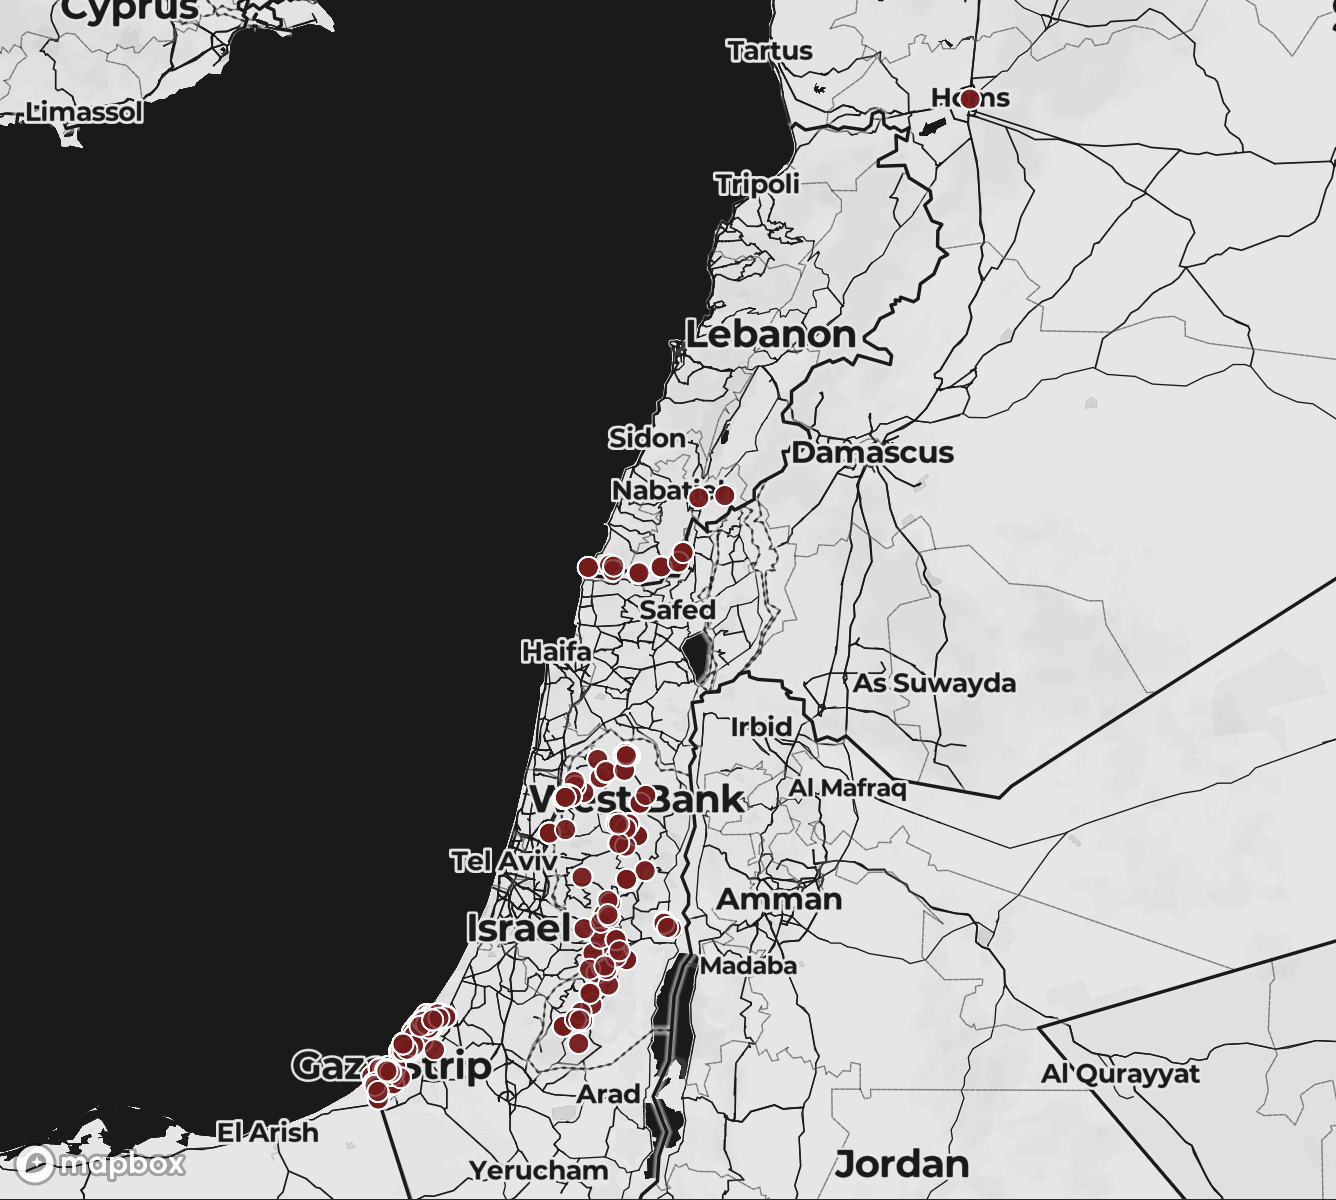 Cyprus
Tartus
Homs
Limassol
Tripoli
Lebanon
Sidon
Damascus
Nabatieh
Safed
Haifa
As Suwayda
Irbid
Al Mafraq
West Bank
Tel Aviv
Amman
Israel
Madaba
Gaza Strip
Al Qurayyat
Arad
El Arish
mapbox
Yerucham
Jordan